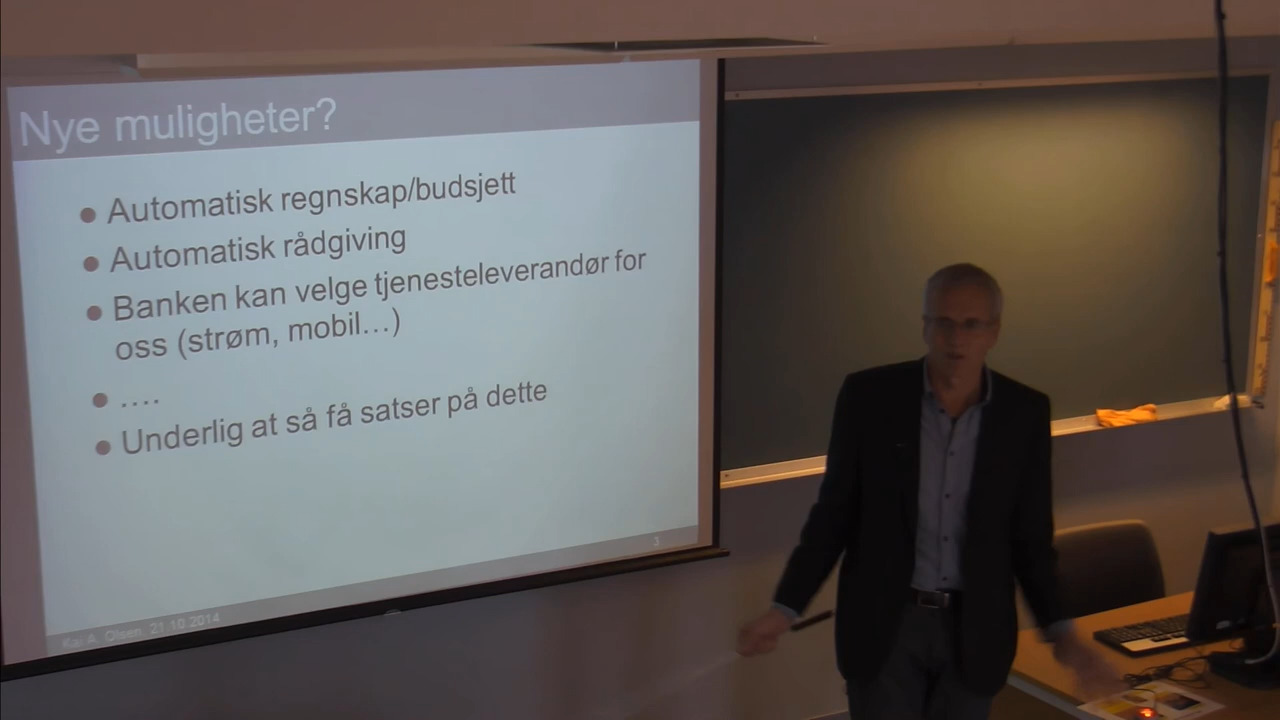 Nye muligheter?
● Automatisk regnskap/budsjett
● Automatisk rådgiving
● Banken kan velge tjenesteleverandør for
oss (strøm, mobil…)
● ….
● Underlig at så få satser på dette
3
Kai A. Olsen, 21.10.2014